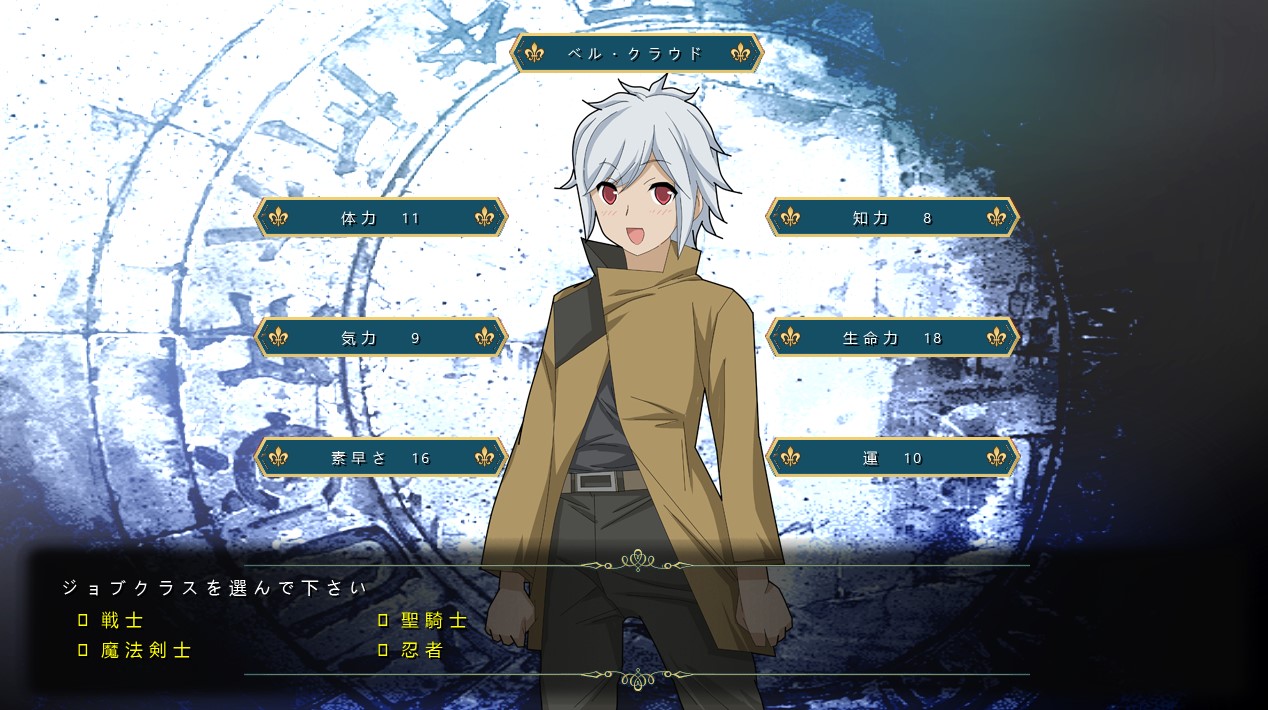 ベル・クラウド
体力 11
知力 8
気力 9
生命力 18
素早さ 16
運 10
ジョブクラスを選んで下さい
戦士 聖騎士
魔法剣士 忍者